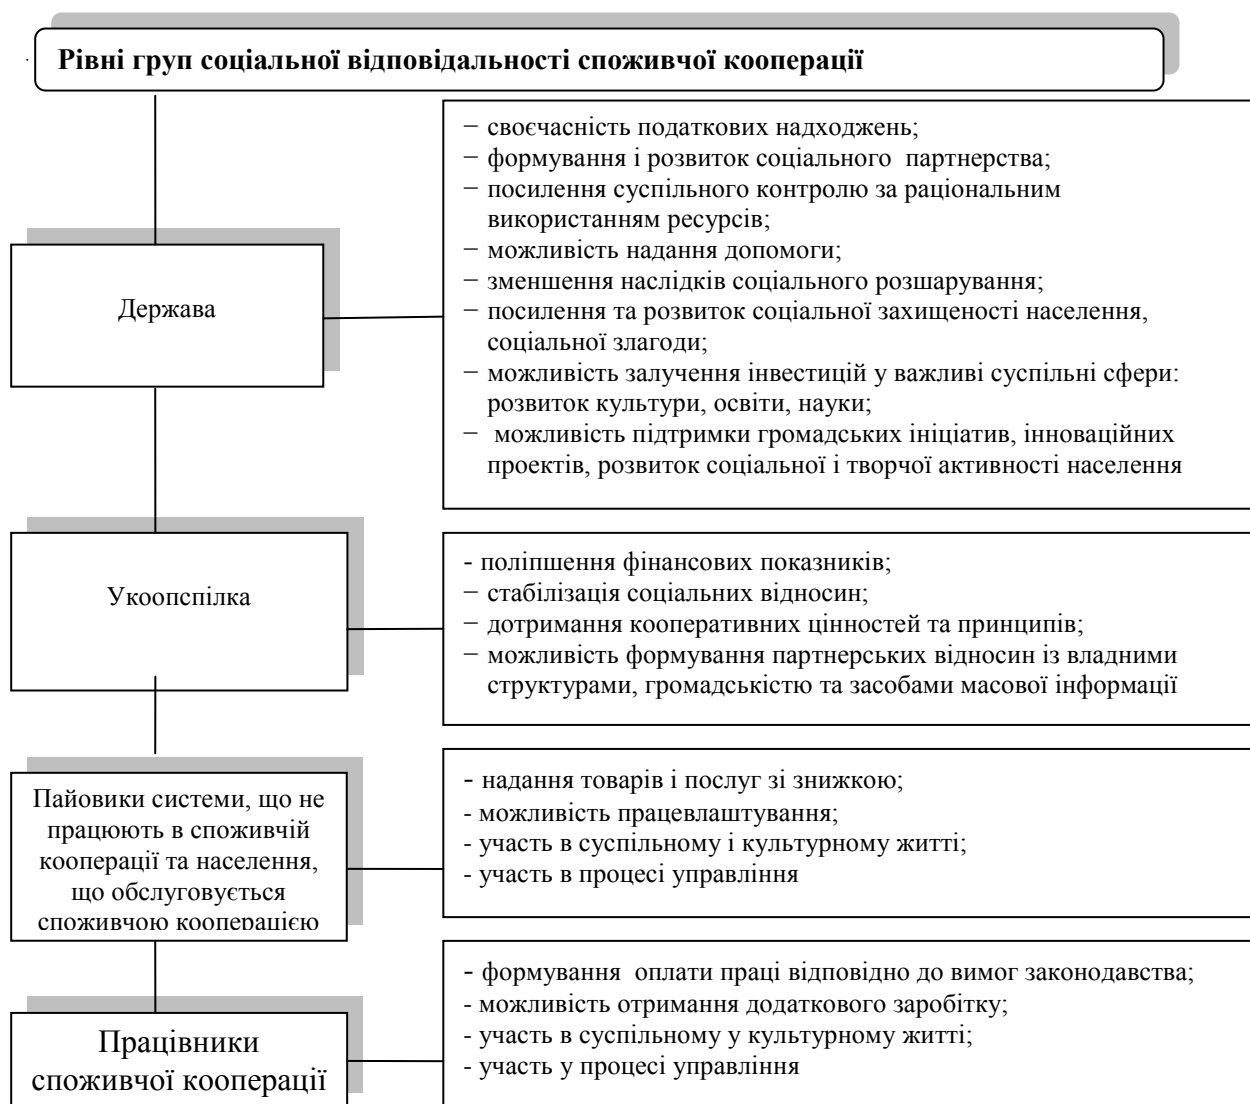 Рівні груп соціальної відповідальності споживчої кооперації
− своєчасність податкових надходжень;
− формування і розвиток соціального партнерства;
− посилення суспільного контролю за раціональним
використанням ресурсів;
− можливість надання допомоги;
− зменшення наслідків соціального розшарування;
− посилення та розвиток соціальної захищеності населення,
соціальної злагоди;
− можливість залучення інвестицій у важливі суспільні сфери:
розвиток культури, освіти, науки;
− можливість підтримки громадських ініціатив, інноваційних
проектів, розвиток соціальної і творчої активності населення
Держава
Укоопспілка
- поліпшення фінансових показників;
− стабілізація соціальних відносин;
− дотримання кооперативних цінностей та принципів;
− можливість формування партнерських відносин із владними
структурами, громадськістю та засобами масової інформації
Пайовики системи, що не
працюють в споживчій
кооперації та населення,
що обслуговується
споживчою кооперацією
- надання товарів і послуг зі знижкою;
- можливість працевлаштування;
- участь в суспільному і культурному житті;
- участь в процесі управління
Працівники
споживчої кооперації
- формування оплати праці відповідно до вимог законодавства;
- можливість отримання додаткового заробітку;
- участь в суспільному у культурному житті;
- участь у процесі управління